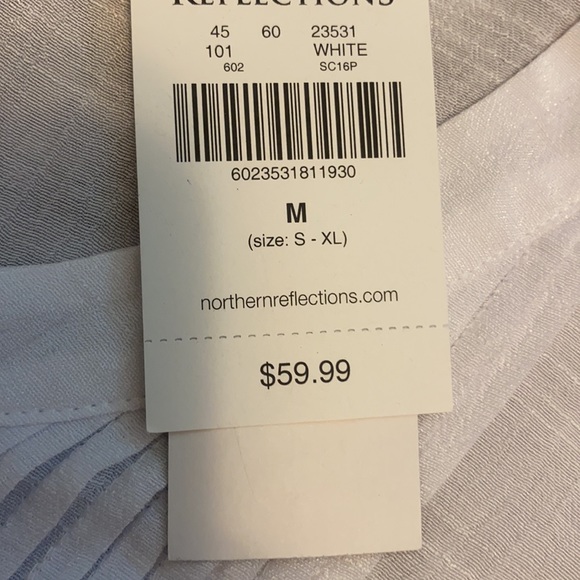 REFLECTIONS
45 60 23531
101 WHITE
602 SC16P
6023531811930
M
(size: S - XL)
northernreflections.com
$59.99